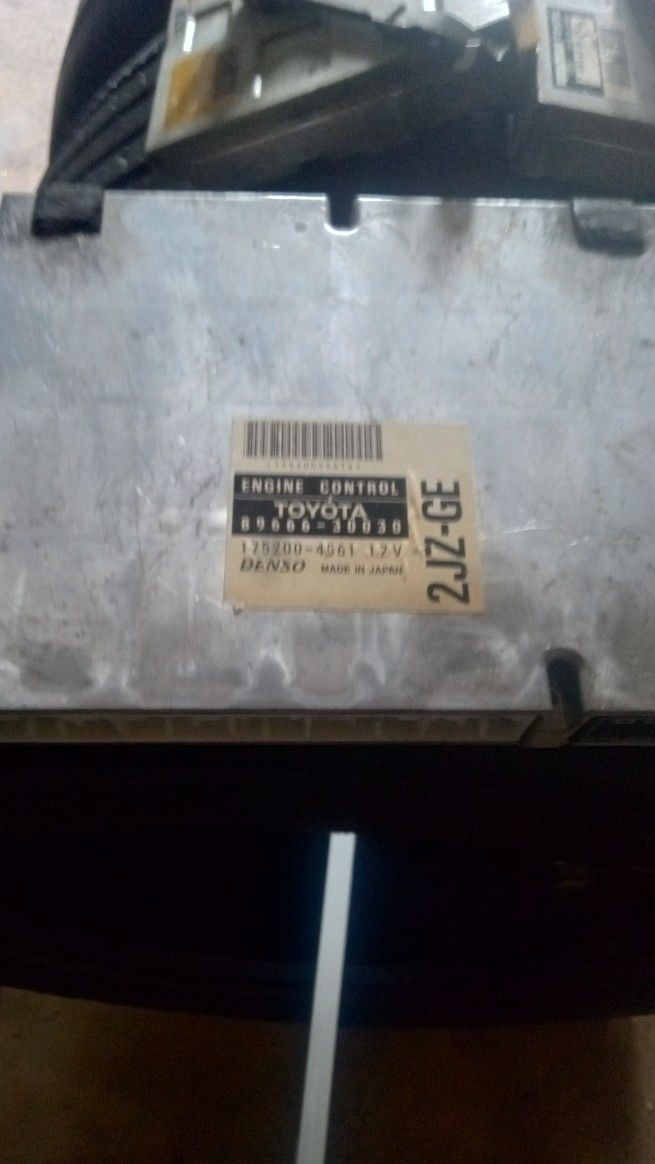 ENGINE CONTROL
TOYOTA
89666-30030
175200-4561 12V
DENSO MADE IN JAPAN
2JZ-GE